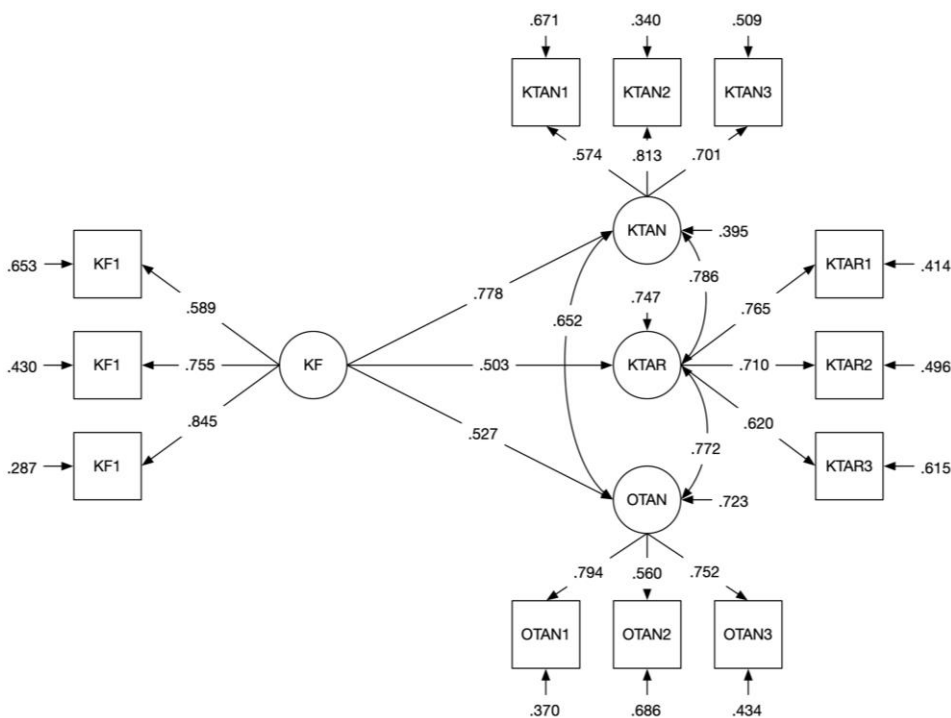 .671 .340 .509
KTAN1 KTAN2 KTAN3
.574 .813 .701
KTAN .395
.653 KF1 KTAR1 .414
.786
.589 .778 .747 .765
.652
.430 KF1 .755 KF .503 KTAR .710 KTAR2 .496
.845 .527 .620
.772
.287 KF1 KTAR3 .615
OTAN .723
.794 .560 .752
OTAN1 OTAN2 OTAN3
.370 .686 .434